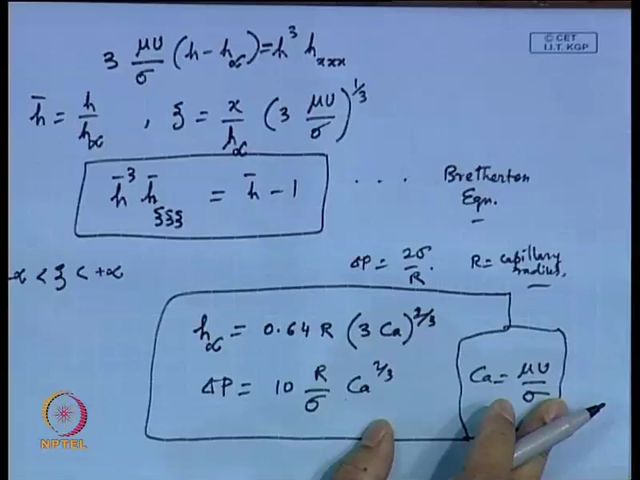 © CET
I.I.T. KGP
3 μU/σ (h - h∞) = h³ hxxx
h̄ = h/h∞ , ξ = x/h∞ (3 μU/σ)^1/3
h̄³ h̄ξξξ = h̄ - 1 . . . Bretherton Eqn.
-∞ < ξ < +∞
ΔP = 2σ/R . R = capillary radius.
h∞ = 0.64 R (3 Ca)^2/3
ΔP = 10 R/σ Ca^2/3
Ca = μU/σ
NPTEL